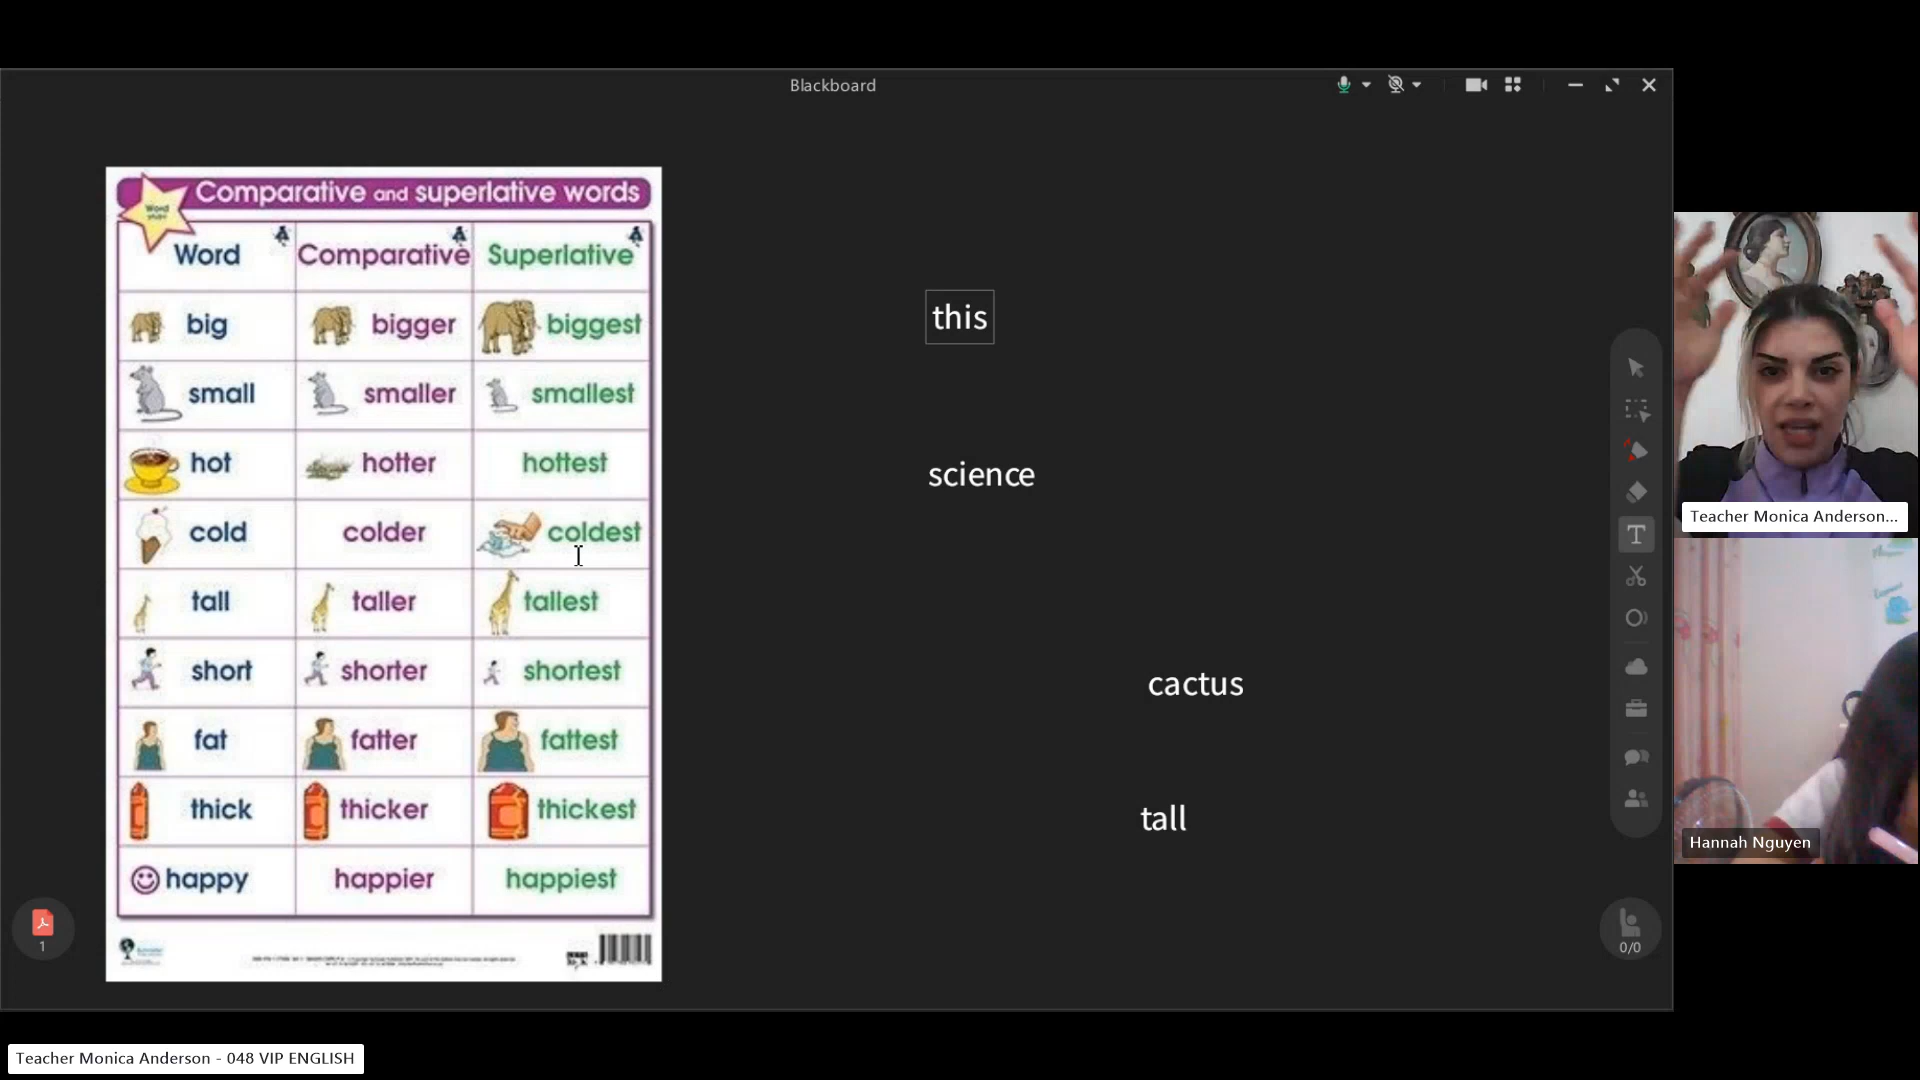 Blackboard
Comparative and superlative words
Word
Word Comparative Superlative
big bigger biggest
small smaller smallest
hot hotter hottest
cold colder coldest
tall taller tallest
short shorter shortest
fat fatter fattest
thick thicker thickest
happy happier happiest
this
science
cactus
tall
T
1
0/0
Teacher Monica Anderson...
Hannah Nguyen
Teacher Monica Anderson - 048 VIP ENGLISH